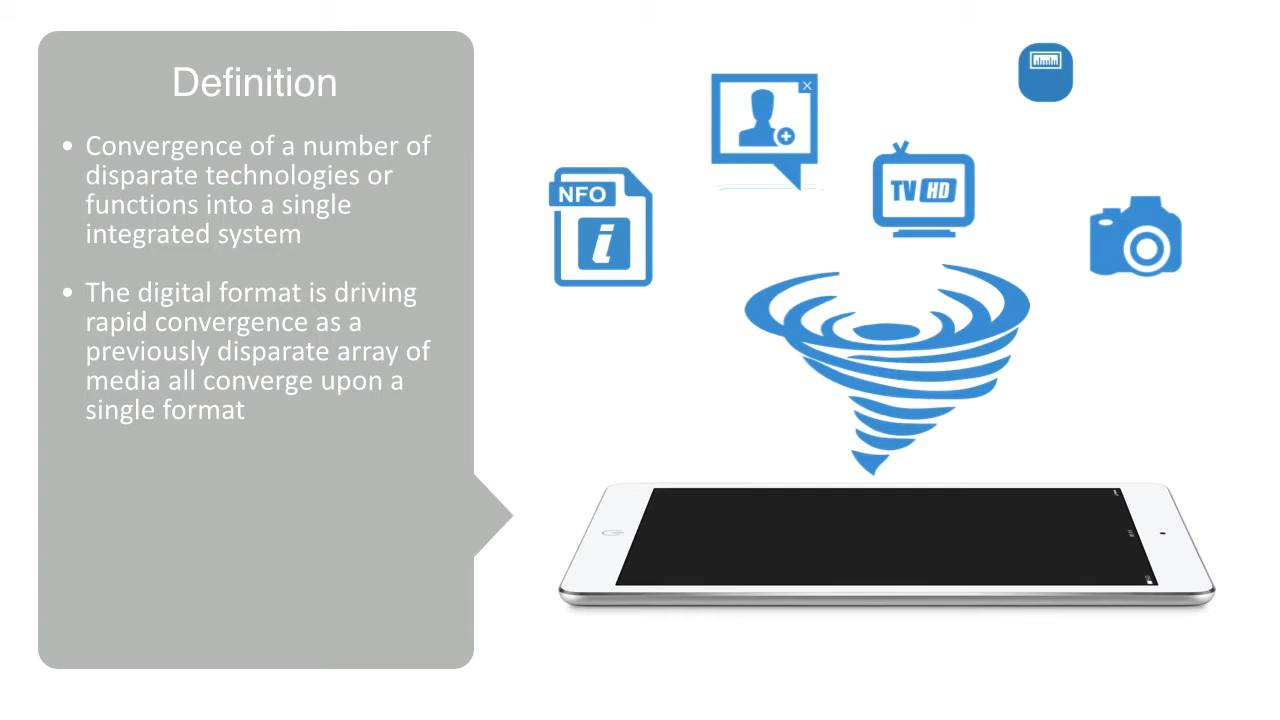 Definition
• Convergence of a number of
disparate technologies or
functions into a single
integrated system
• The digital format is driving
rapid convergence as a
previously disparate array of
media all converge upon a
single format
NFO
i
TV HD